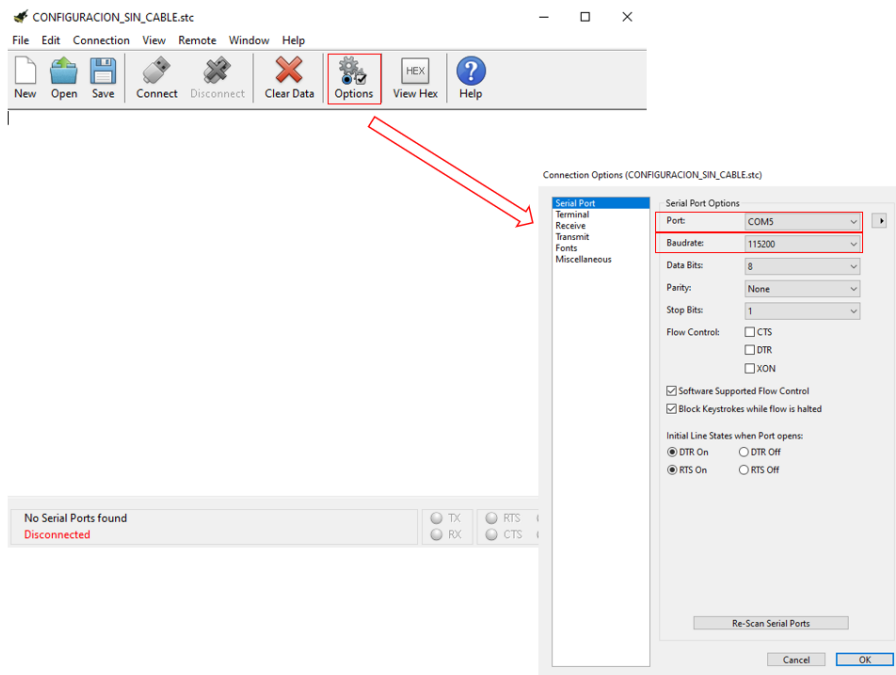 CONFIGURACION_SIN_CABLE.stc
File Edit Connection View Remote Window Help
New Open Save Connect Disconnect Clear Data Options HEX View Hex Help
Connection Options (CONFIGURACION_SIN_CABLE.stc)
Serial Port
Terminal
Receive
Transmit
Fonts
Miscellaneous
Serial Port Options
Port: COM5
Baudrate: 115200
Data Bits: 8
Parity: None
Stop Bits: 1
Flow Control: CTS
DTR
XON
Software Supported Flow Control
Block Keystrokes while flow is halted
Initial Line States when Port opens:
DTR On DTR Off
RTS On RTS Off
Re-Scan Serial Ports
Cancel OK
No Serial Ports found
Disconnected
TX RTS
RX CTS